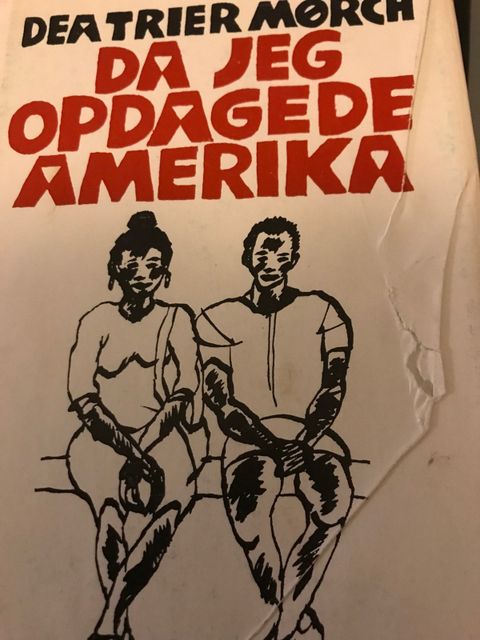 DEA TRIER MØRCH
DA JEG
OPDAGEDE
AMERIKA